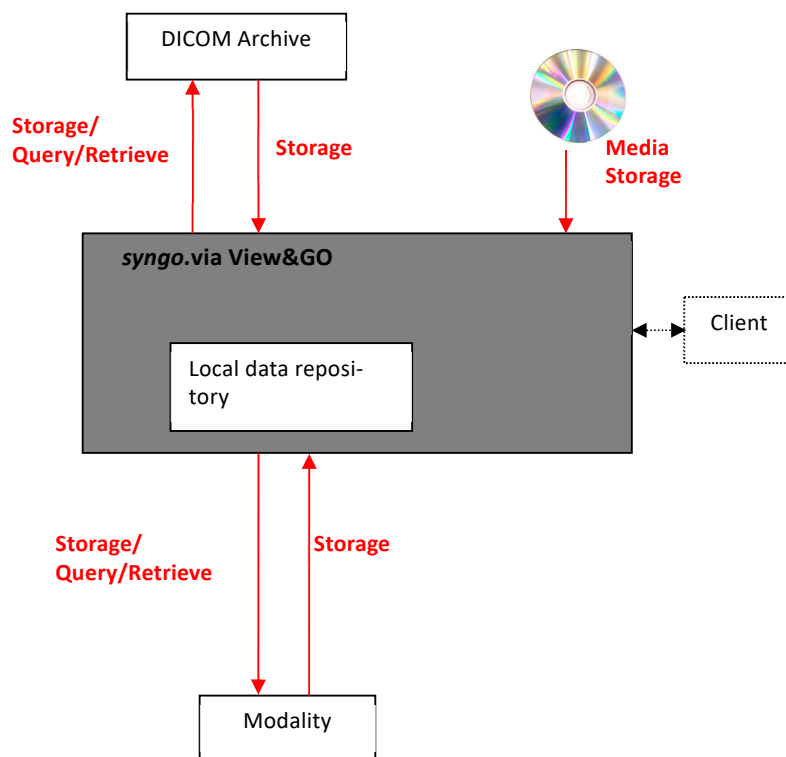 DICOM Archive
Storage/
Query/Retrieve
Storage
Media
Storage
syngo.via View&GO
Client
Local data reposi-
tory
Storage/
Query/Retrieve
Storage
Modality